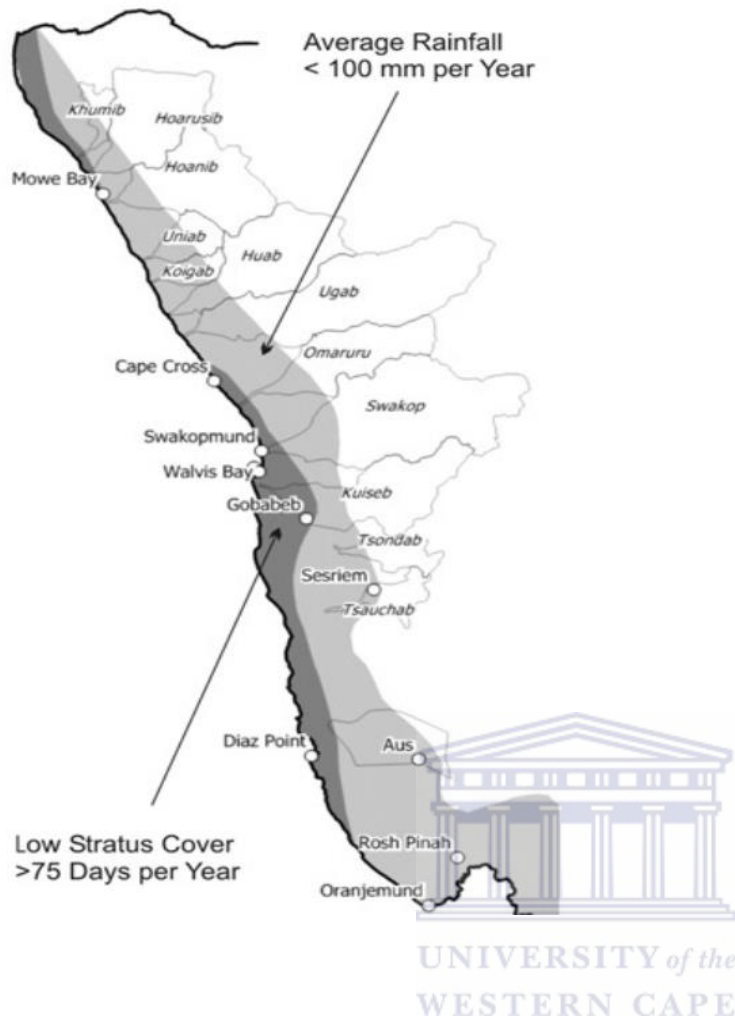 Average Rainfall
< 100 mm per Year
Khumib
Hoarusib
Hoanib
Mowe Bay
Uniab
Huab
Koigab
Ugab
Omaruru
Cape Cross
Swakop
Swakopmund
Walvis Bay
Kuiseb
Gobabeb
Tsondab
Sesriem
Tsauchab
Diaz Point
Aus
Low Stratus Cover
>75 Days per Year
Rosh Pinah
Oranjemund
UNIVERSITY of the
WESTERN CAPE